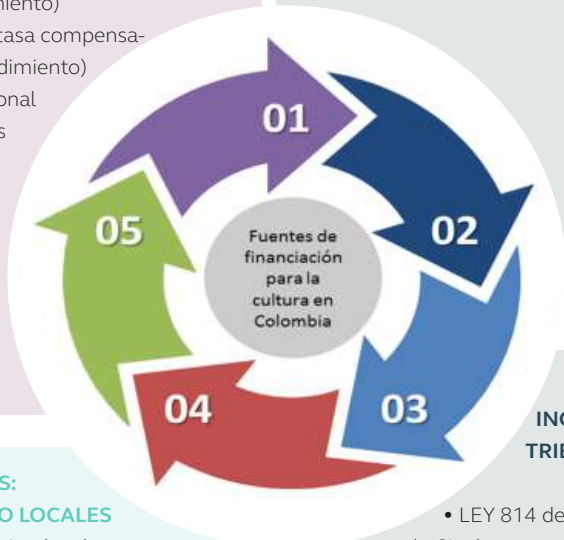 miento)
tasa compensa-
dimiento)
onal
s
01
02
03
04
05
Fuentes de
financiación
para la
cultura en
Colombia
S:
O LOCALES
INC
TRIB
• LEY 814 de